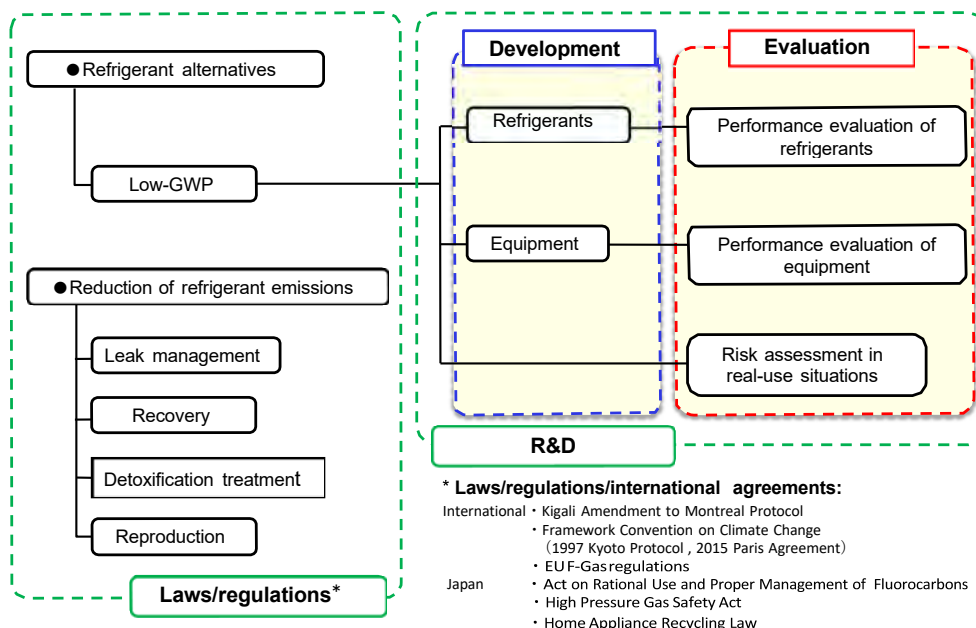 ● Refrigerant alternatives
Low-GWP
● Reduction of refrigerant emissions
Leak management
Recovery
Detoxification treatment
Reproduction
Laws/regulations*
Development
Evaluation
Refrigerants
Performance evaluation of
refrigerants
Equipment
Performance evaluation of
equipment
Risk assessment in
real-use situations
R&D
* Laws/regulations/international agreements:
International ・ Kigali Amendment to Montreal Protocol
・ Framework Convention on Climate Change
(1997 Kyoto Protocol , 2015 Paris Agreement)
・ EU F-Gas regulations
Japan ・ Act on Rational Use and Proper Management of Fluorocarbons
・ High Pressure Gas Safety Act
・ Home Appliance Recycling Law